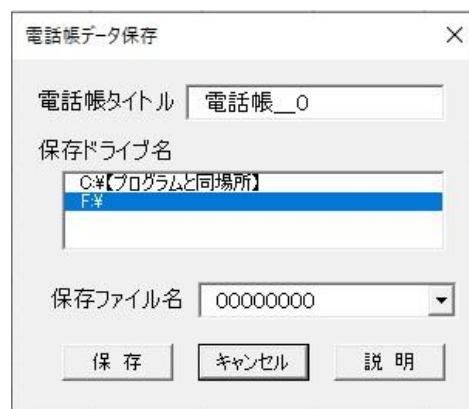 電話帳データ保存
電話帳タイトル 電話帳__0
保存ドライブ名
C:¥【プログラムと同場所】
F:¥
保存ファイル名 00000000
保 存 キャンセル 説 明